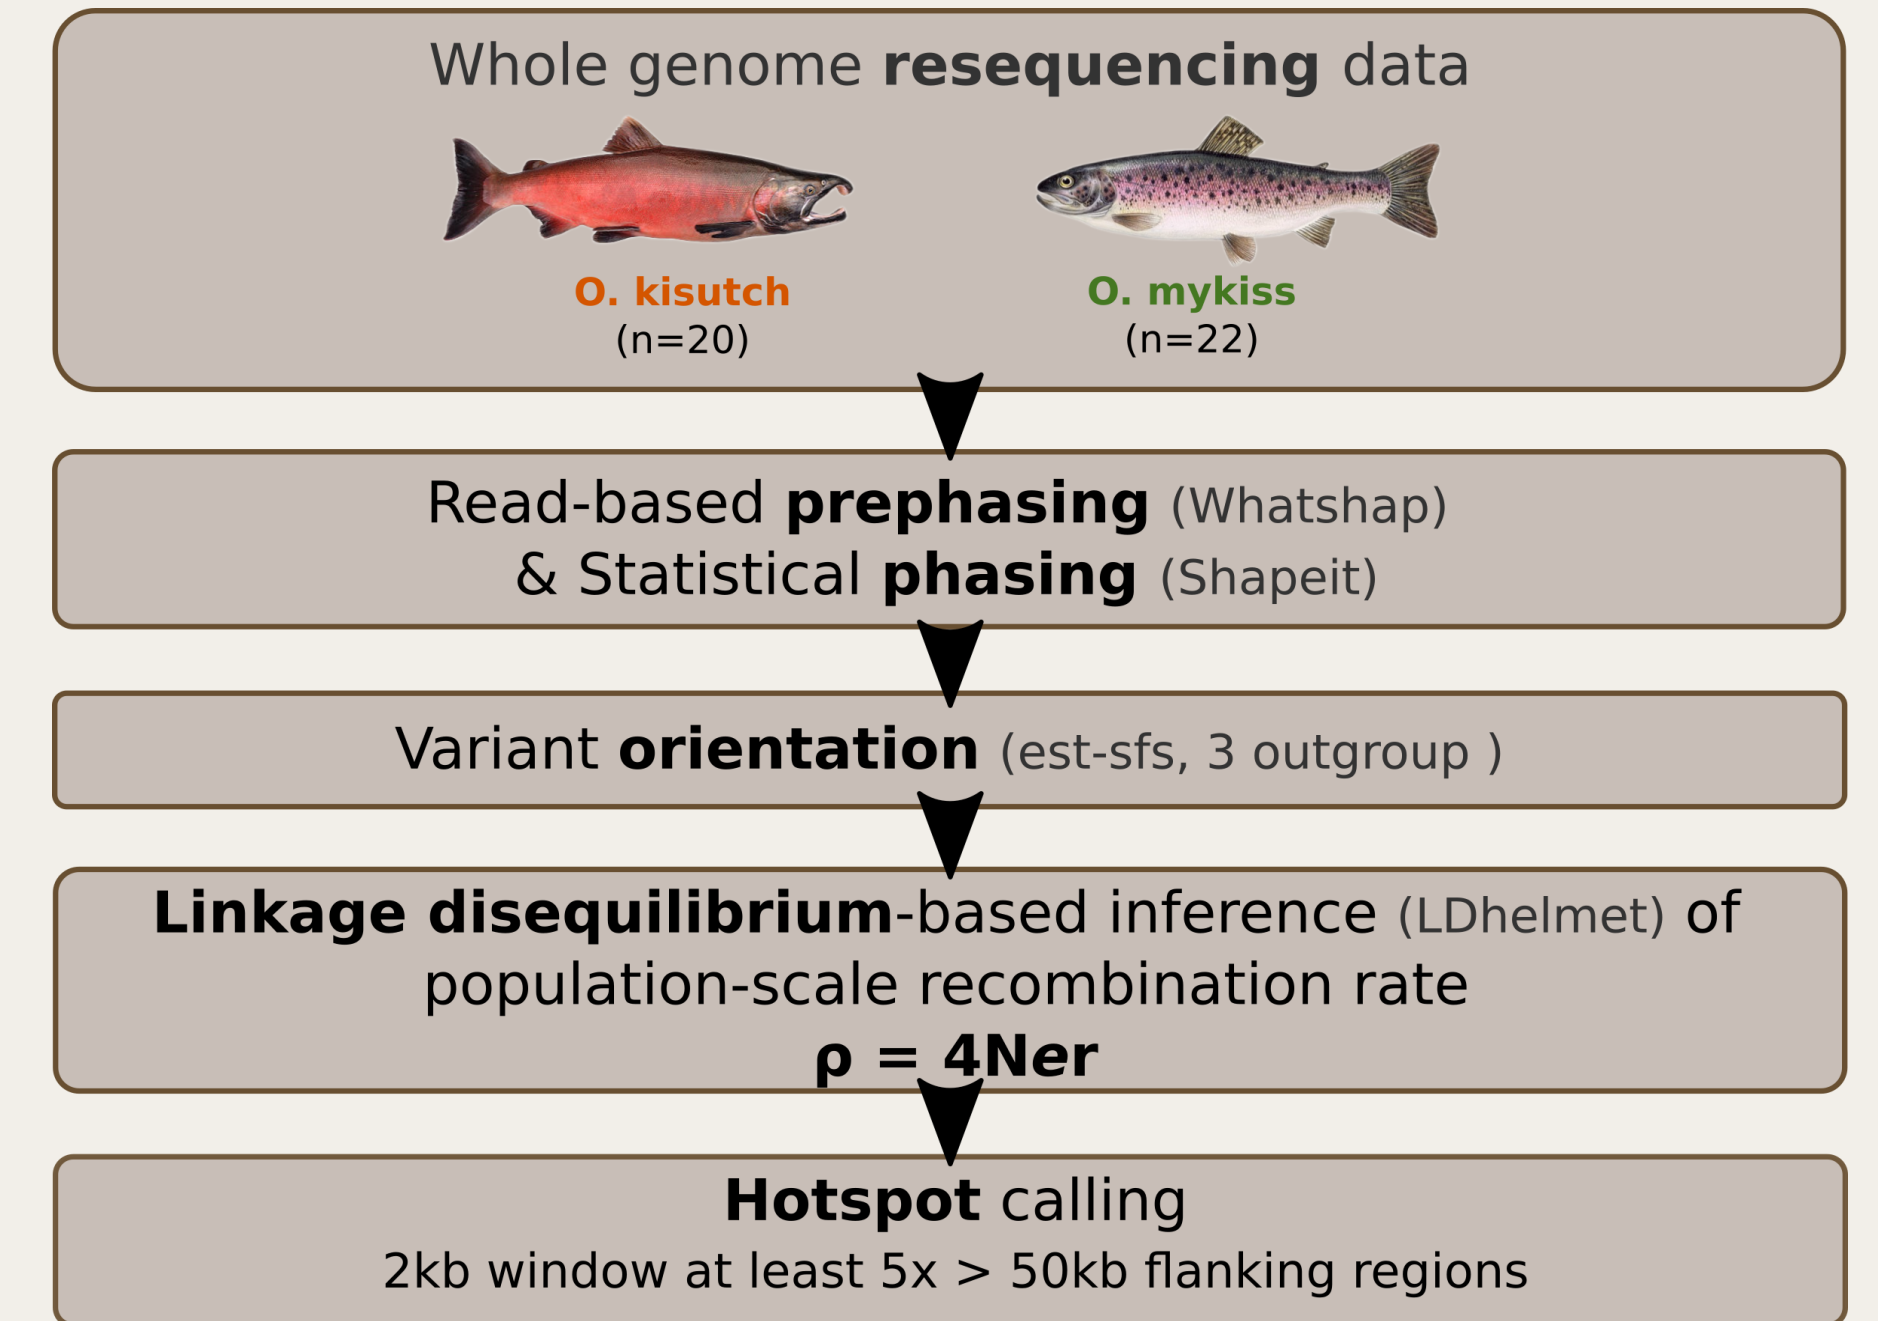 Whole genome resequencing data
O. kisutch
(n=20)
O. mykiss
(n=22)
Read-based prephasing (Whatshap)
& Statistical phasing (Shapeit)
Variant orientation (est-sfs, 3 outgroup )
Linkage disequilibrium-based inference (LDhelmet) of
population-scale recombination rate
ρ = 4Ner
Hotspot calling
2kb window at least 5x > 50kb flanking regions